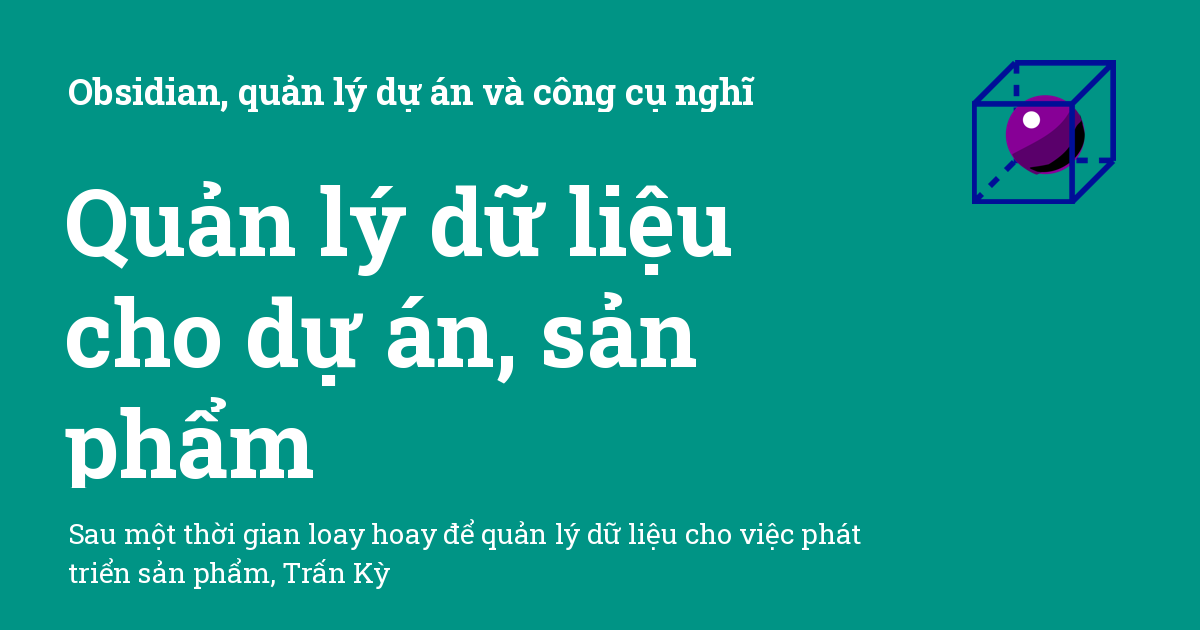 Obsidian, quản lý dự án và công cụ nghĩ
Quản lý dữ liệu
cho dự án, sản
phẩm
Sau một thời gian loay hoay để quản lý dữ liệu cho việc phát
triển sản phẩm, Trấn Kỳ